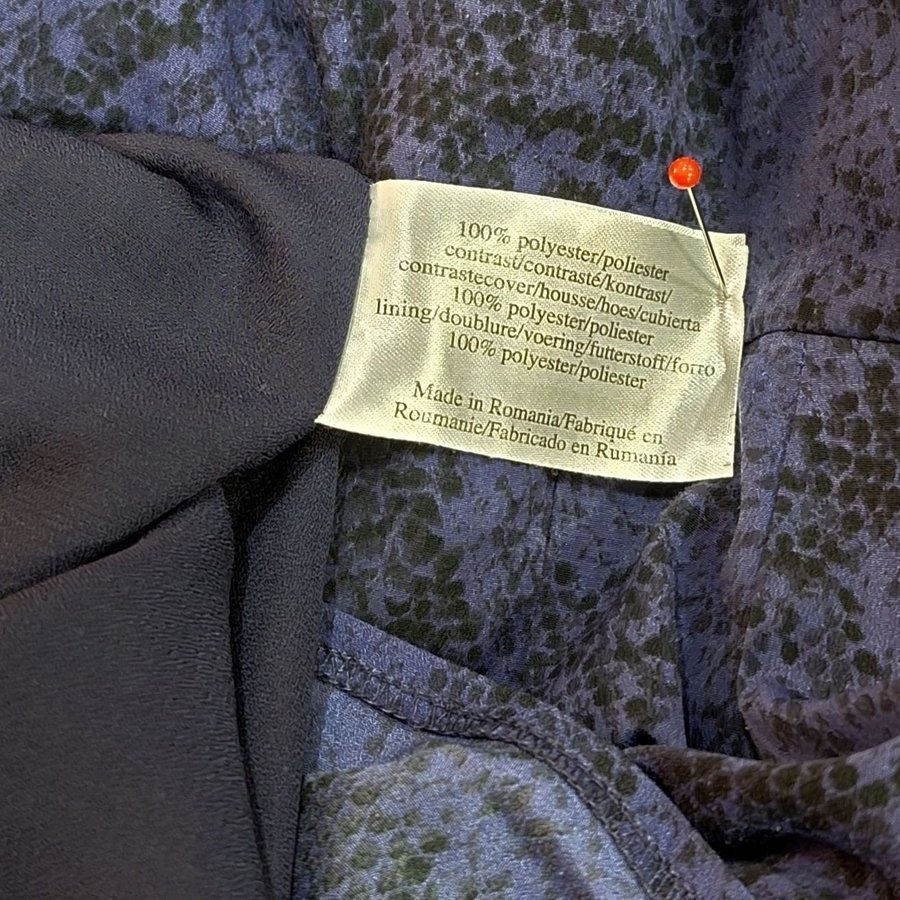 100% polyester/poliester
contrast/contrasté/kontrast/
contrastecover/housse/hoes/cubierta
100% polyester/poliester
lining/doublure/voering/futterstoff/forro
100% polyester/poliester
Made in Romania/Fabriqué en
Roumanie/Fabricado en Rumanía